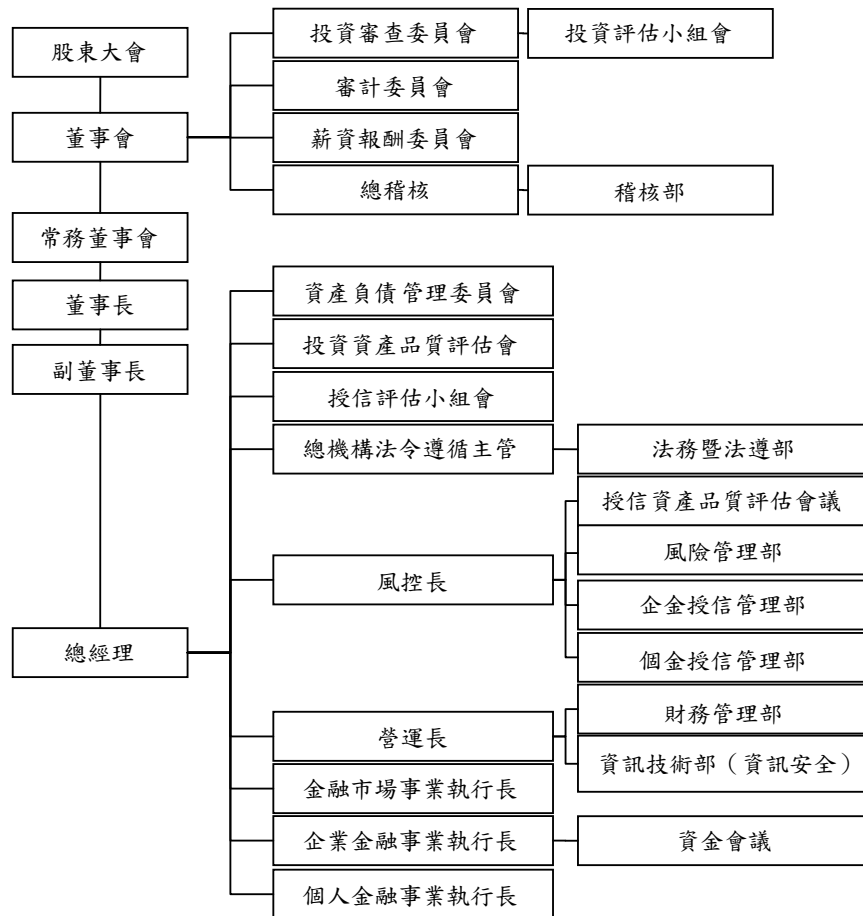 股東大會
董事會
常務董事會
董事長
副董事長
總經理
投資審查委員會
投資評估小組會
審計委員會
薪資報酬委員會
總稽核
稽核部
資產負債管理委員會
投資資產品質評估會
授信評估小組會
總機構法令遵循主管
法務暨法遵部
風控長
授信資產品質評估會議
風險管理部
企金授信管理部
個金授信管理部
營運長
財務管理部
資訊技術部（資訊安全）
金融市場事業執行長
企業金融事業執行長
資金會議
個人金融事業執行長